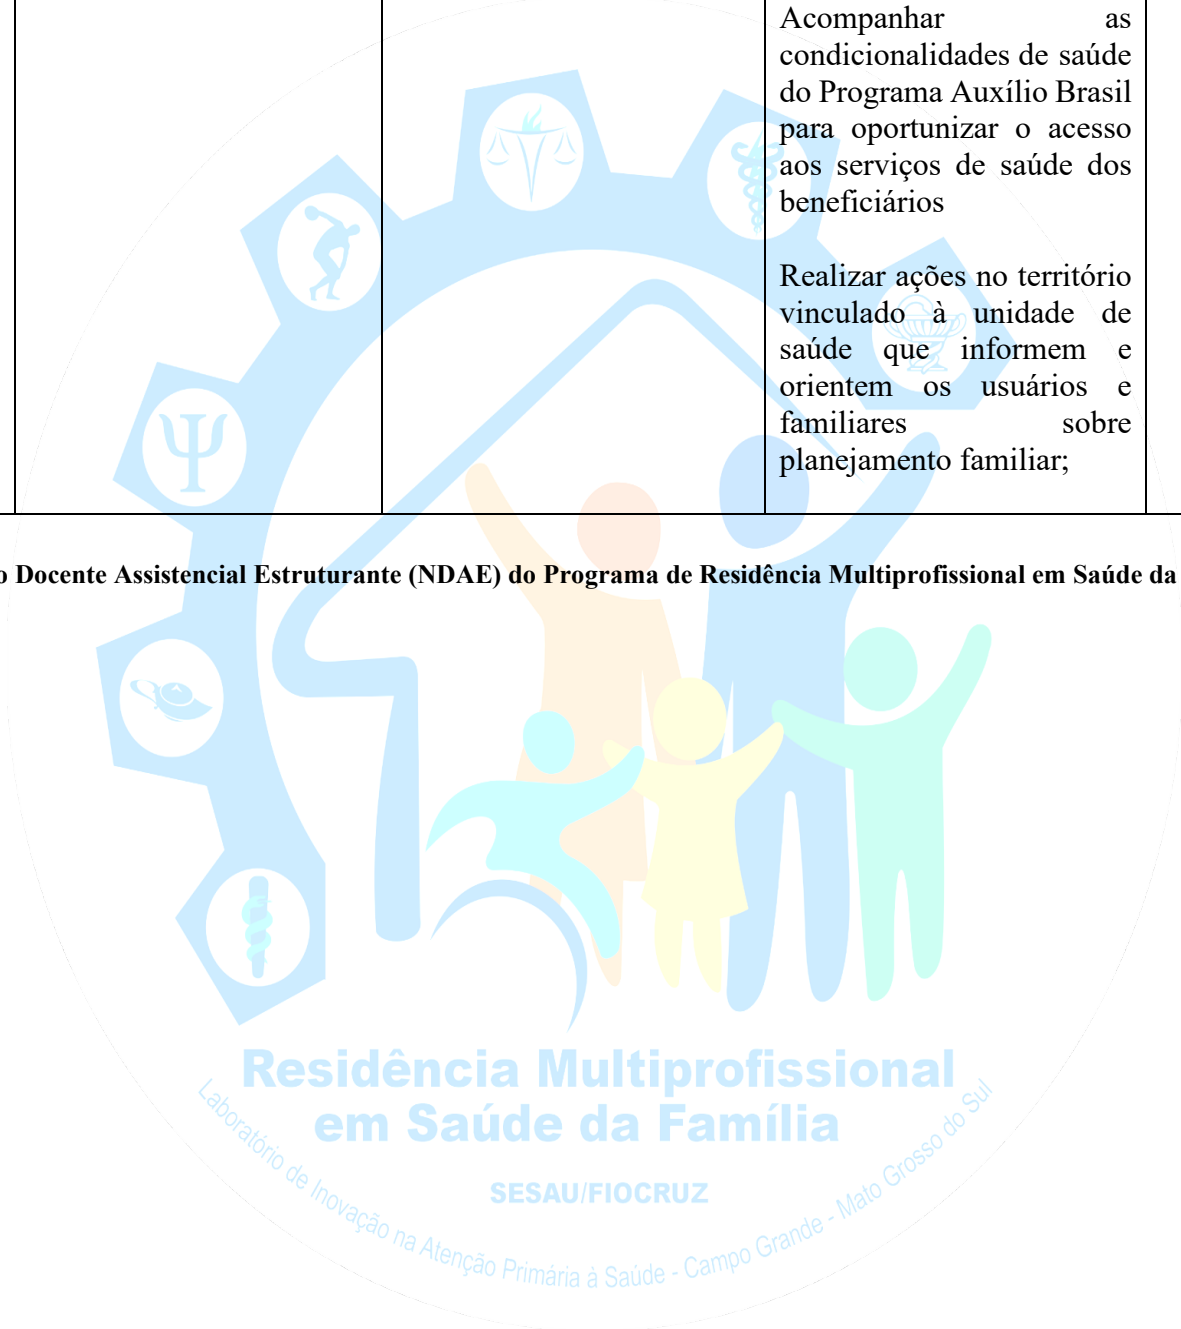 Acompanhar as
condicionalidades de saúde
do Programa Auxílio Brasil
para oportunizar o acesso
aos serviços de saúde dos
beneficiários
Realizar ações no território
vinculado à unidade de
saúde que informem e
orientem os usuários e
familiares sobre
planejamento familiar;
o Docente Assistencial Estruturante (NDAE) do Programa de Residência Multiprofissional em Saúde da
Residência Multiprofissional
em Saúde da Família
SESAU/FIOCRUZ
Laboratório de Inovação na Atenção Primária à Saúde - Campo Grande - Mato Grosso do Sul